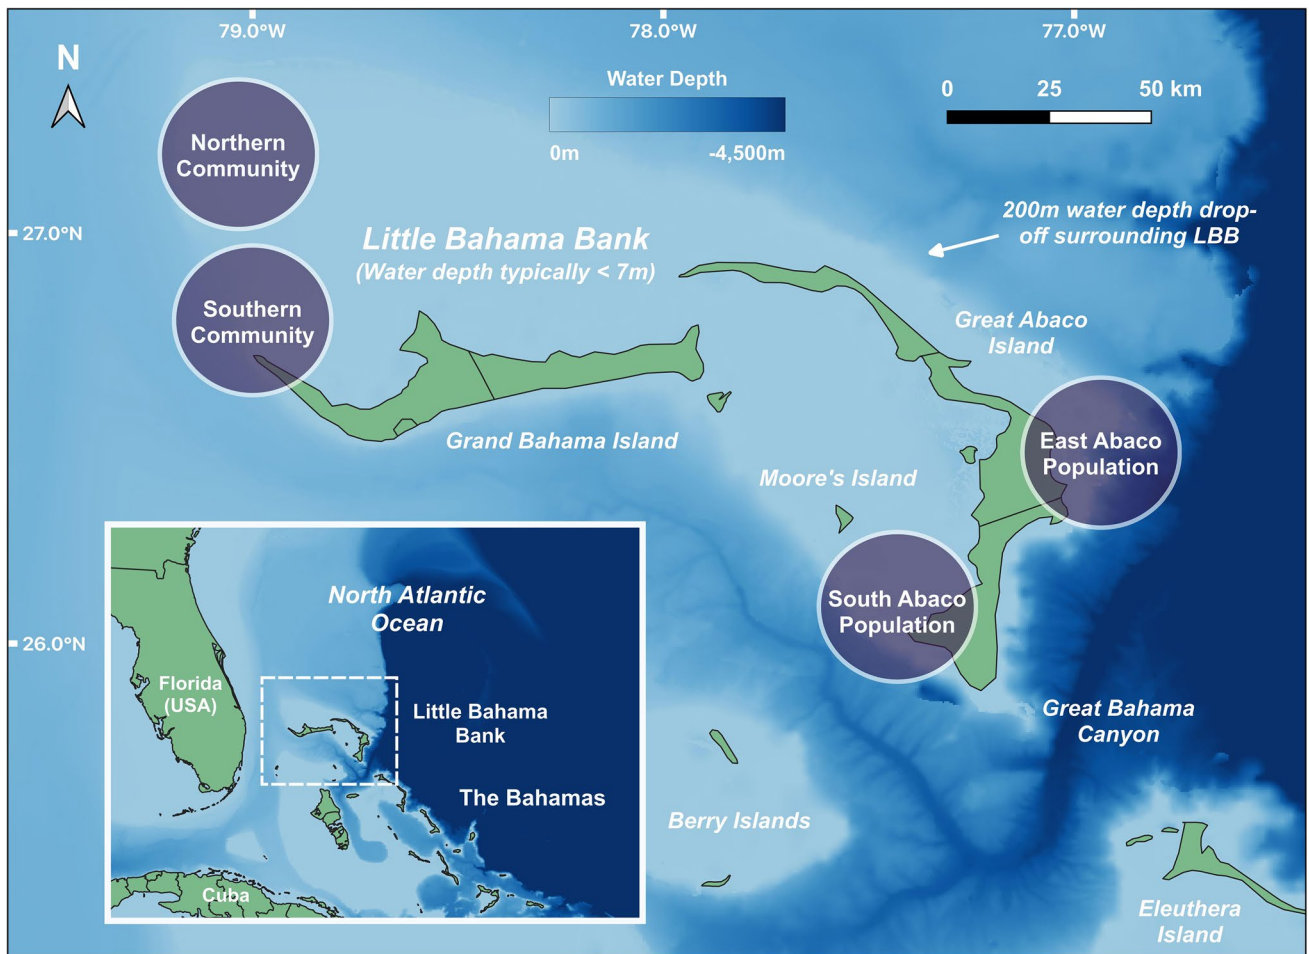 79.0°W
78.0°W
77.0°W
N
Water Depth
0m
-4,500m
0
25
50 km
Northern
Community
200m water depth drop-
off surrounding LBB
27.0°N
Little Bahama Bank
(Water depth typically < 7m)
Southern
Community
Great Abaco
Island
Grand Bahama Island
East Abaco
Population
Moore's Island
South Abaco
Population
26.0°N
North Atlantic
Ocean
Florida
(USA)
Little Bahama
Bank
The Bahamas
Cuba
Great Bahama
Canyon
Berry Islands
Eleuthera
Island